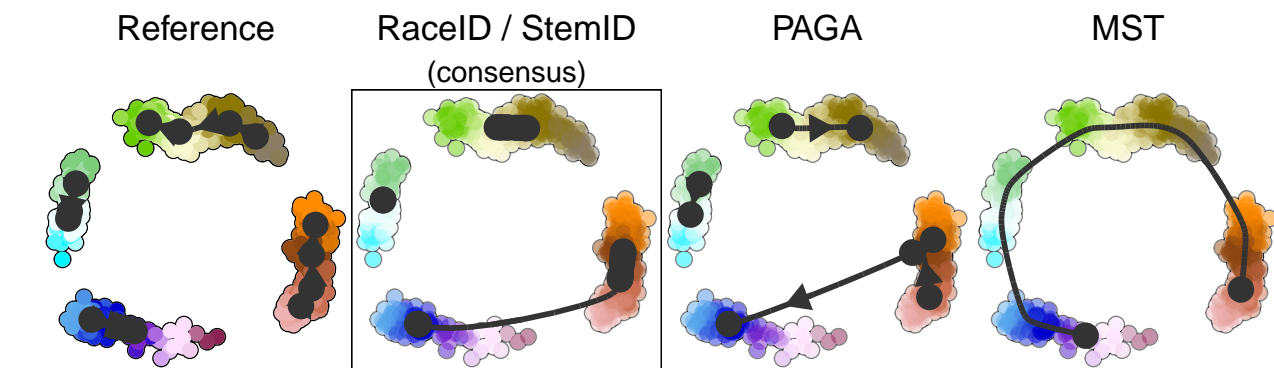 Reference
RaceID / StemID
(consensus)
PAGA
MST